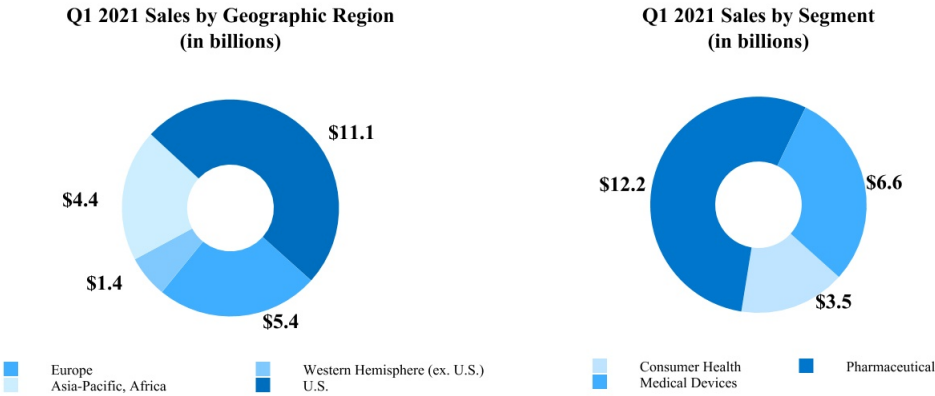 Q1 2021 Sales by Geographic Region
(in billions)
$11.1
$4.4
$1.4
$5.4
Europe
Western Hemisphere (ex. U.S.)
Asia-Pacific, Africa
U.S.
Q1 2021 Sales by Segment
(in billions)
$12.2
$6.6
$3.5
Consumer Health
Pharmaceutical
Medical Devices